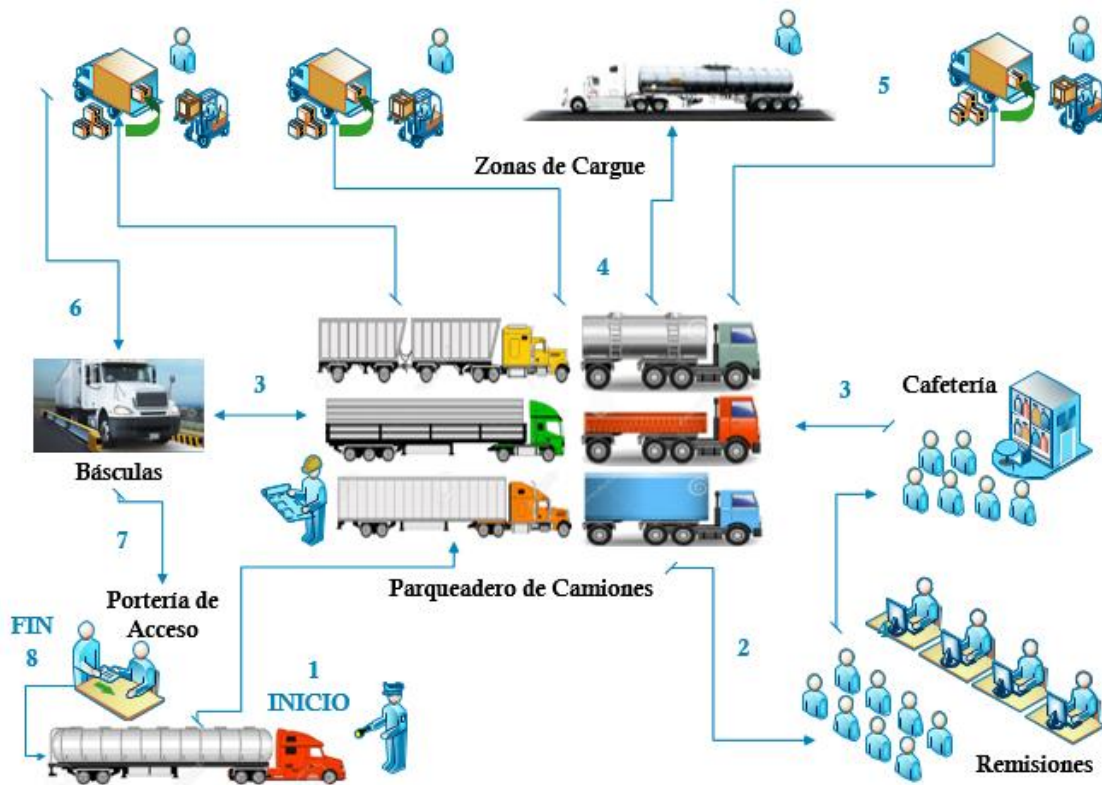 5
Zonas de Cargue
4
6
3
3
Cafetería
Básculas
7
Parqueadero de Camiones
Portería de
Acceso
FIN
8
1
INICIO
2
Remisiones